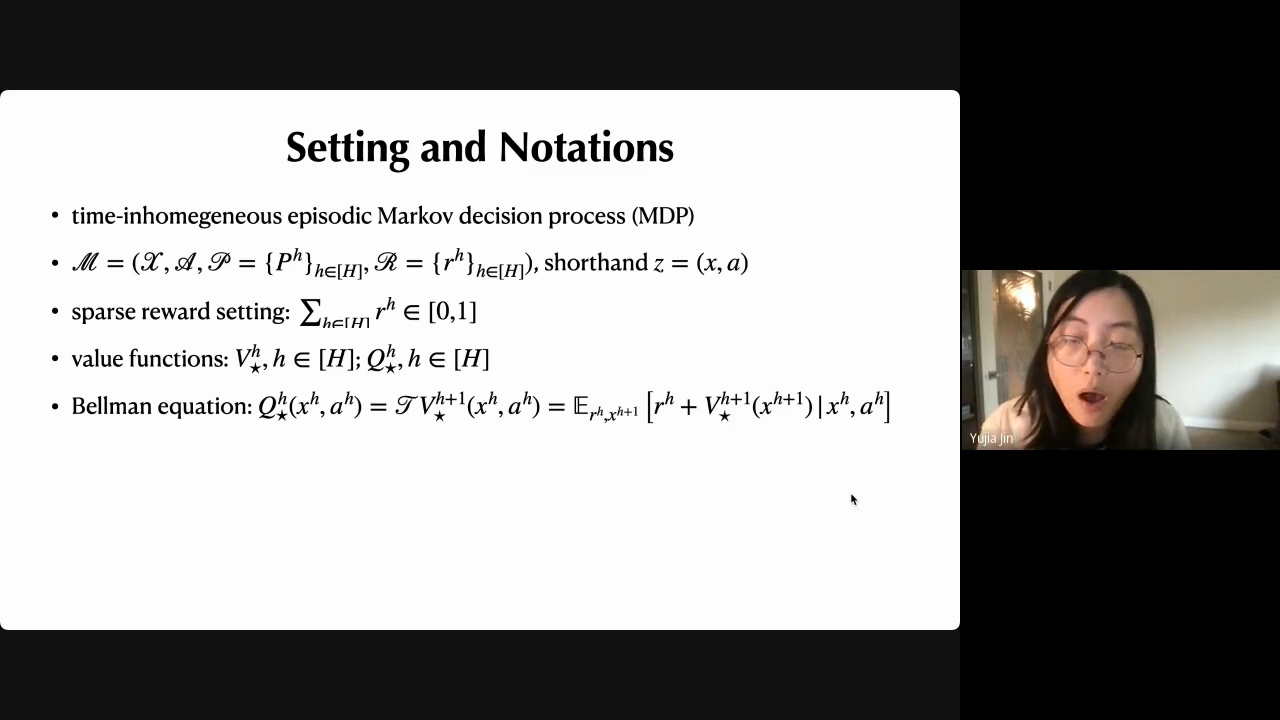 Setting and Notations
• time-inhomegeneous episodic Markov decision process (MDP)
• ℳ = (𝒳, 𝒜, 𝒫 = {P^h}_{h∈[H]}, ℛ = {r^h}_{h∈[H]}), shorthand z = (x, a)
• sparse reward setting: ∑_{h∈[H]} r^h ∈ [0,1]
• value functions: V_⋆^h, h ∈ [H]; Q_⋆^h, h ∈ [H]
• Bellman equation: Q_⋆^h(x^h, a^h) = 𝒯V_⋆^{h+1}(x^h, a^h) = 𝔼_{r^h,x^{h+1}} [r^h + V_⋆^{h+1}(x^{h+1}) | x^h, a^h]
Yujia Jin